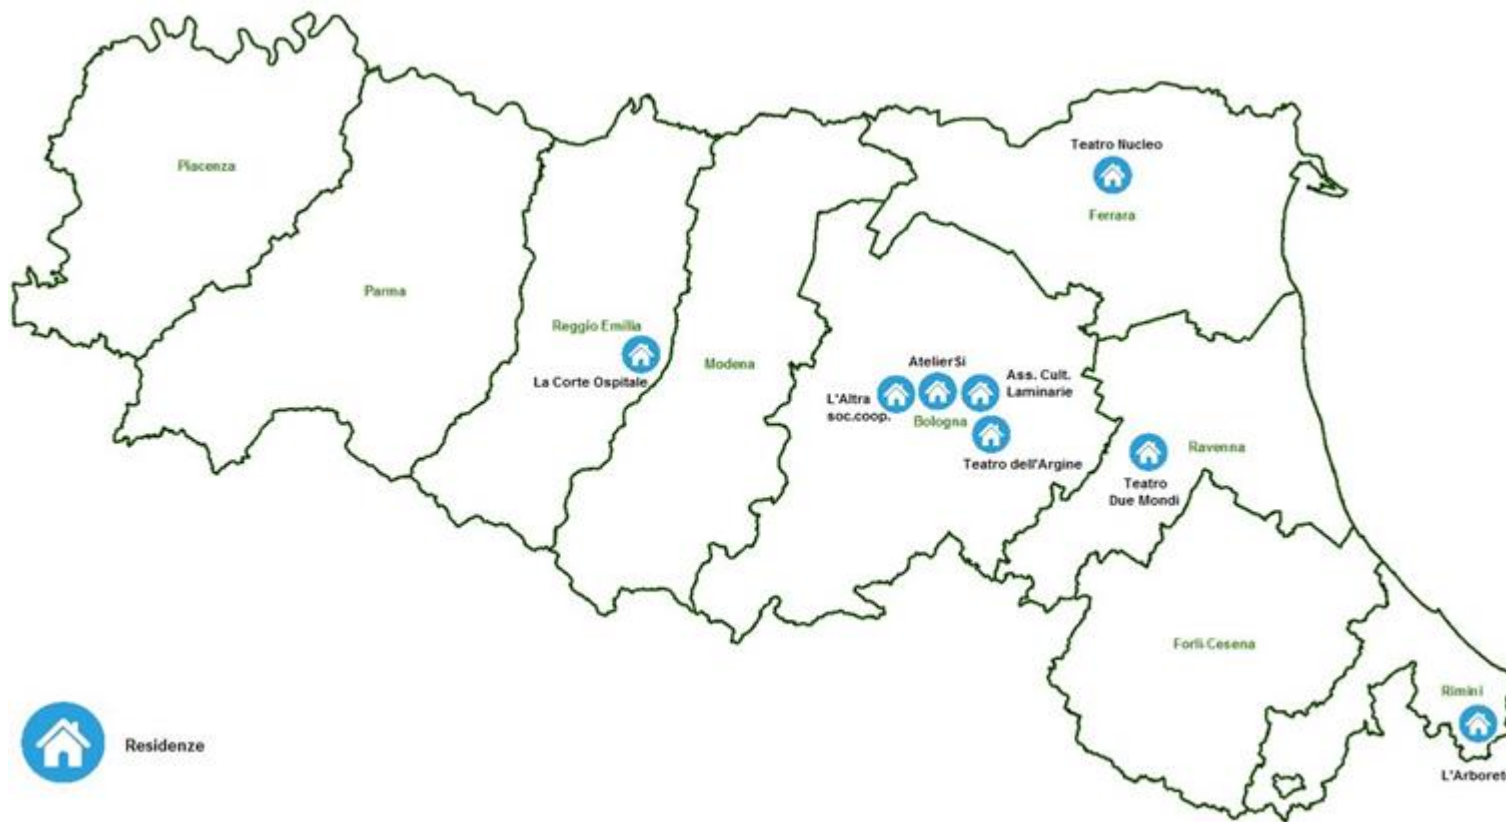 Teatro Nucleo
Piacenza
Ferrara
Parma
Reggio Emilia
La Corte Ospitale
Modena
AtelierSi
Ass. Cult.
Laminarie
L'Altra
soc.coop.
Bologna
Teatro dell'Argine
Ravenna
Teatro
Due Mondi
Forlì-Cesena
Rimini
L'Arboret
Residenze